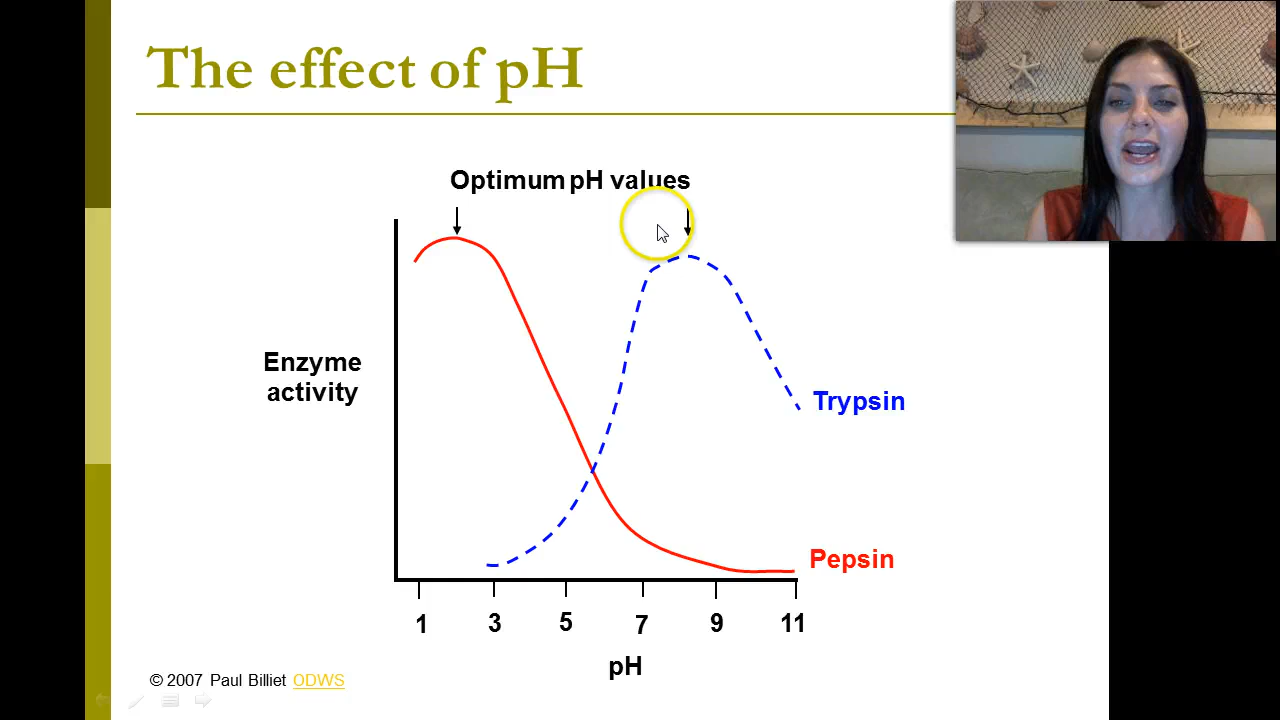 The effect of pH
Optimum pH values
Enzyme
activity
Trypsin
Pepsin
1 3 5 7 9 11
pH
© 2007 Paul Billiet ODWS